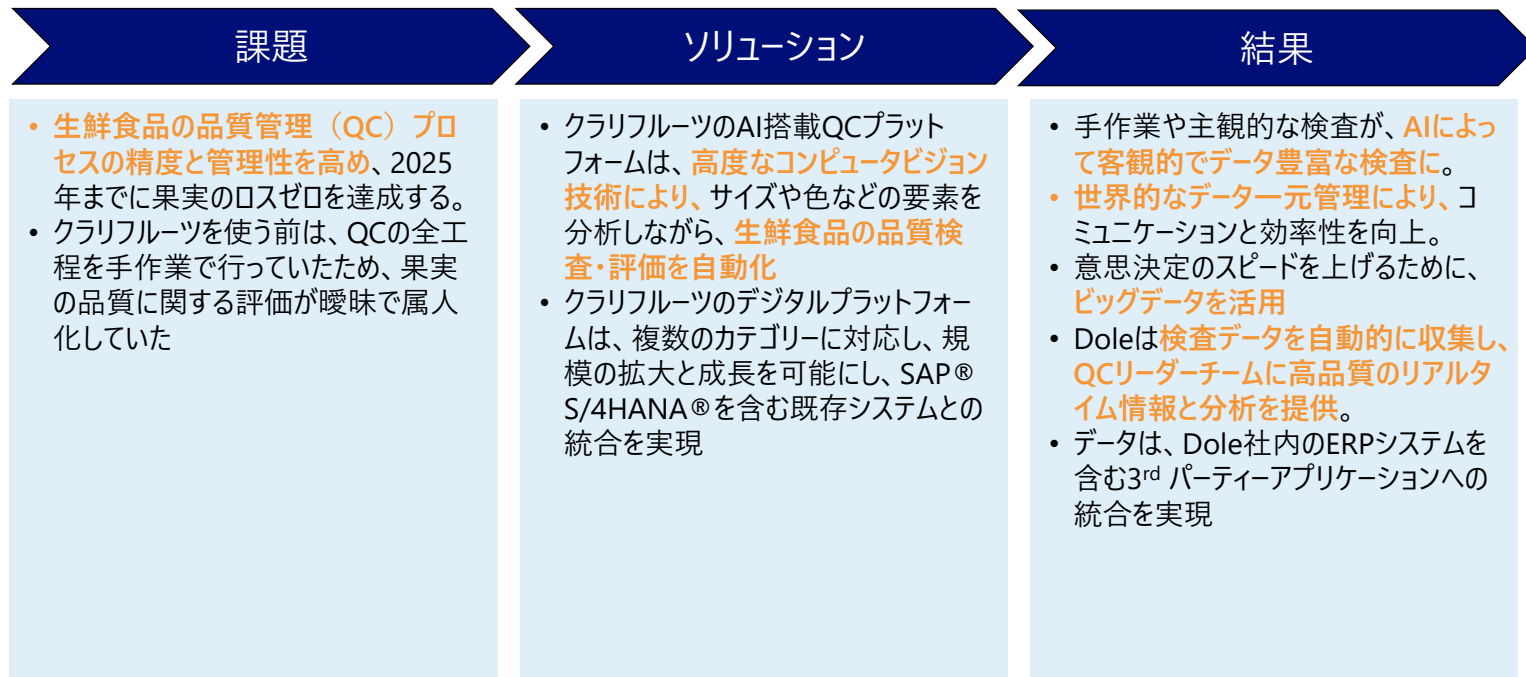 課題
• 生鮮食品の品質管理（QC）プロ
セスの精度と管理性を高め、2025
年までに果実のロスゼロを達成する。
• クラリフルーツを使う前は、QCの全工
程を手作業で行っていたため、果実
の品質に関する評価が曖昧で属人
化していた
ソリューション
• クラリフルーツのAI搭載QCプラット
フォームは、高度なコンピュータビジョン
技術により、サイズや色などの要素を
分析しながら、生鮮食品の品質検
査・評価を自動化
• クラリフルーツのデジタルプラットフォー
ムは、複数のカテゴリーに対応し、規
模の拡大と成長を可能にし、SAP®
S/4HANA®を含む既存システムとの
統合を実現
結果
• 手作業や主観的な検査が、AIによっ
て客観的でデータ豊富な検査に。
• 世界的なデータ一元管理により、コ
ミュニケーションと効率性を向上。
• 意思決定のスピードを上げるために、
ビッグデータを活用
• Doleは検査データを自動的に収集し、
QCリーダーチームに高品質のリアルタ
イム情報と分析を提供。
• データは、Dole社内のERPシステムを
含む3rd パーティーアプリケーションへの
統合を実現